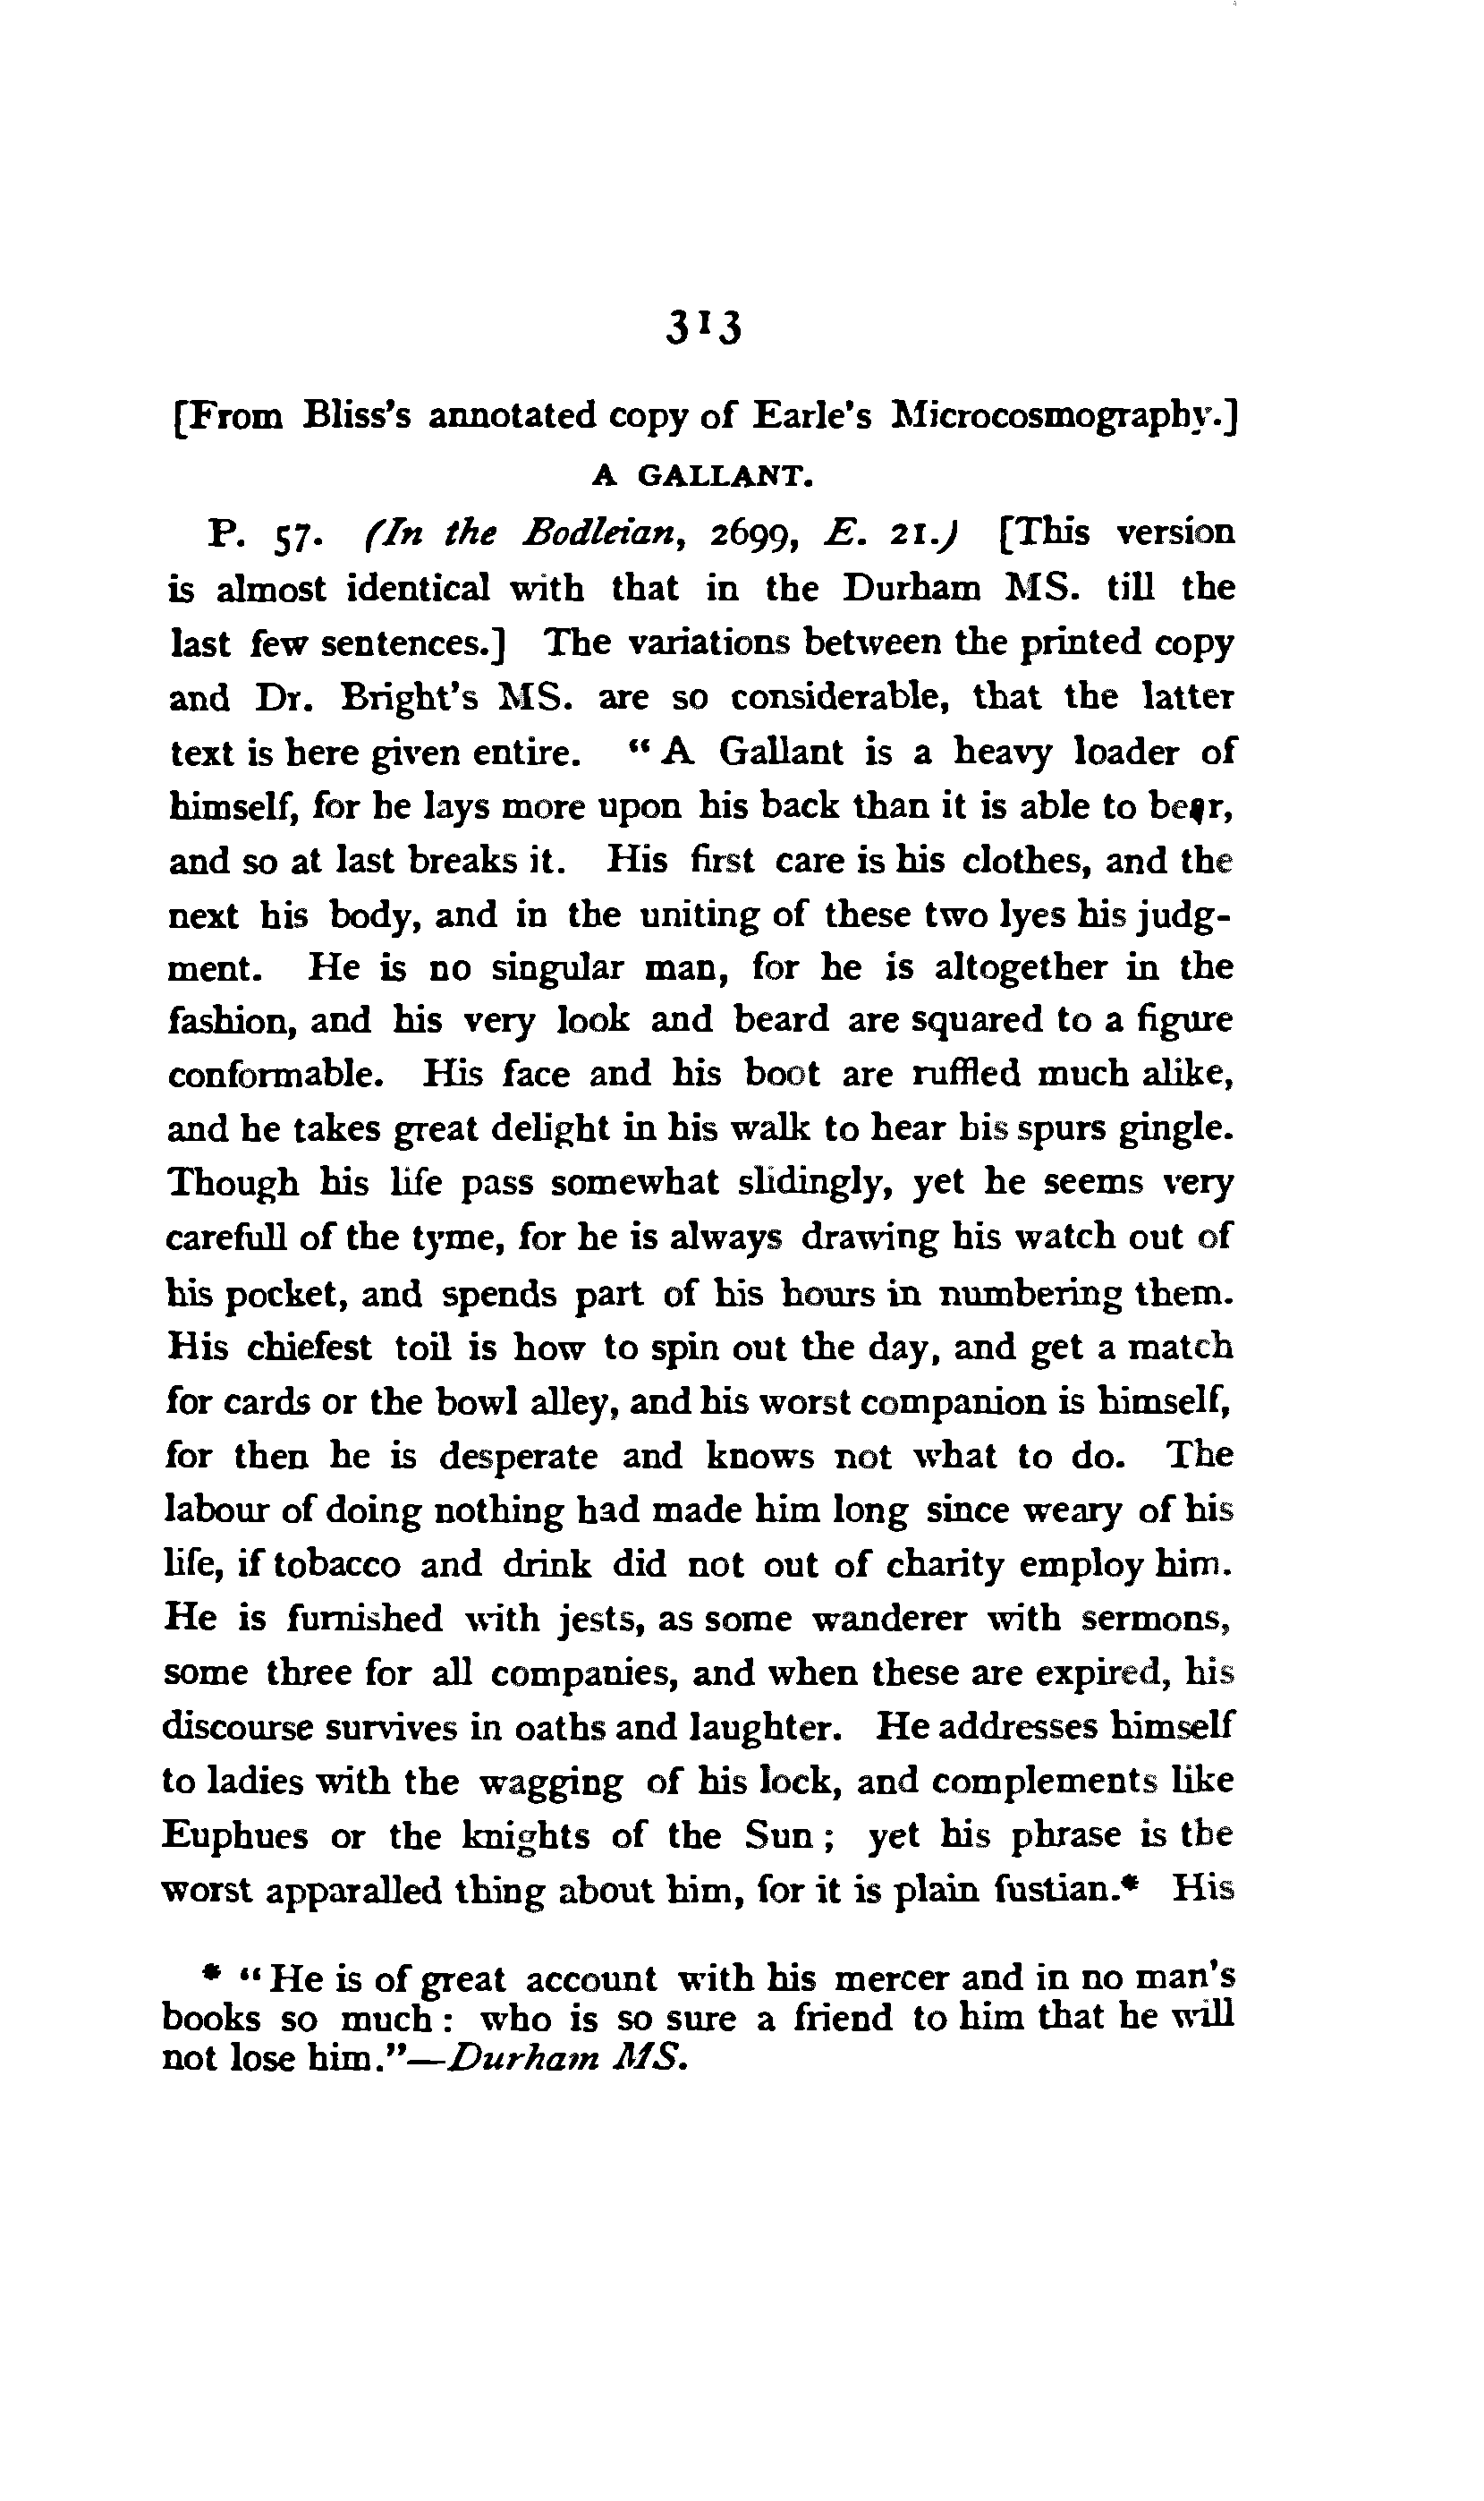 313
[From Bliss's annotated copy of Earle's Microcosmography.]
A GALLANT.
P. 57. (In the Bodleian, 2699, E. 21.) [This version
is almost identical with that in the Durham MS. till the
last few sentences.] The variations between the printed copy
and Dr. Bright's MS. are so considerable, that the latter
text is here given entire. " A Gallant is a heavy loader of
himself, for he lays more upon his back than it is able to bear,
and so at last breaks it. His first care is his clothes, and the
next his body, and in the uniting of these two lyes his judg-
ment. He is no singular man, for he is altogether in the
fashion, and his very look and beard are squared to a figure
conformable. His face and his boot are ruffled much alike,
and he takes great delight in his walk to hear his spurs gingle.
Though his life pass somewhat slidingly, yet he seems very
carefull of the tyme, for he is always drawing his watch out of
his pocket, and spends part of his hours in numbering them.
His chiefest toil is how to spin out the day, and get a match
for cards or the bowl alley, and his worst companion is himself,
for then he is desperate and knows not what to do. The
labour of doing nothing had made him long since weary of his
life, if tobacco and drink did not out of charity employ him.
He is furnished with jests, as some wanderer with sermons,
some three for all companies, and when these are expired, his
discourse survives in oaths and laughter. He addresses himself
to ladies with the wagging of his lock, and complements like
Euphues or the knights of the Sun ; yet his phrase is the
worst apparalled thing about him, for it is plain fustian.* His
* " He is of great account with his mercer and in no man's
books so much : who is so sure a friend to him that he will
not lose him."—Durham MS.